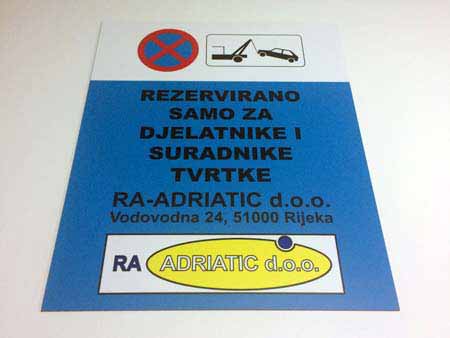 REZERVIRANO
SAMO ZA
DJELATNIKE I
SURADNIKE
TVRTKE
RA-ADRIATIC d.o.o.
Vodovodna 24, 51000 Rijeka
RA ADRIATIC d.o.o.